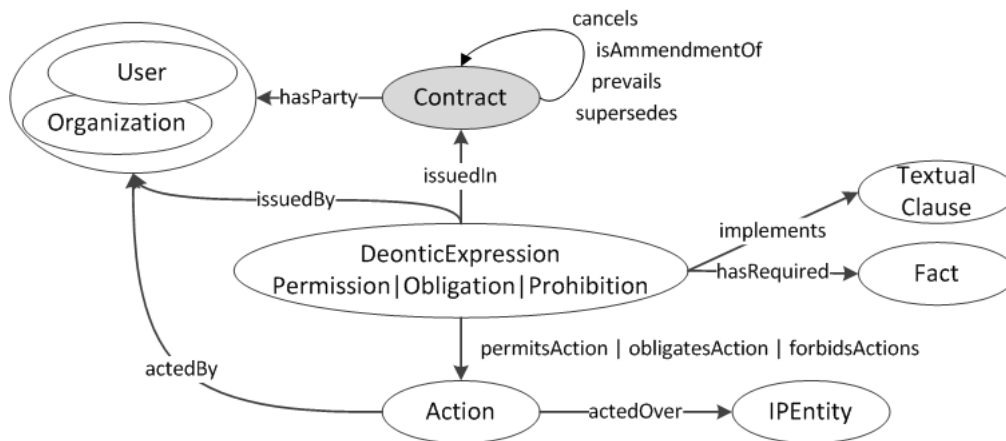 cancels
isAmmendmentOf
prevails
supersedes
User
Organization
hasParty
Contract
issuedBy
issuedIn
Textual
Clause
implements
DeonticExpression
Permission|Obligation|Prohibition
hasRequired
Fact
permitsAction | obligatesAction | forbidsActions
actedBy
Action
actedOver
IPEntity